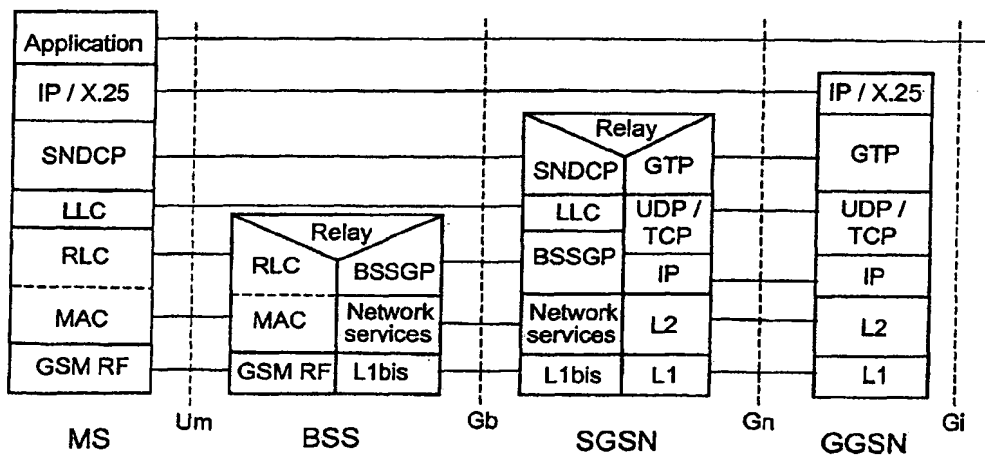 Application
IP / X.25
SNDCP
LLC
RLC
MAC
GSM RF
MS
Um
Relay
RLC
BSSGP
MAC
Network
services
GSM RF
L1bis
BSS
Gb
Relay
SNDCP
GTP
LLC
UDP /
TCP
BSSGP
IP
Network
services
L2
L1bis
L1
SGSN
Gn
IP / X.25
GTP
UDP /
TCP
IP
L2
L1
GGSN
Gi